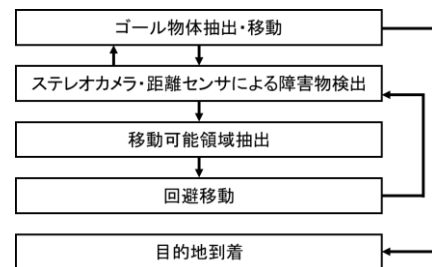 ゴール物体抽出・移動
ステレオカメラ・距離センサによる障害物検出
移動可能領域抽出
回避移動
目的地到着